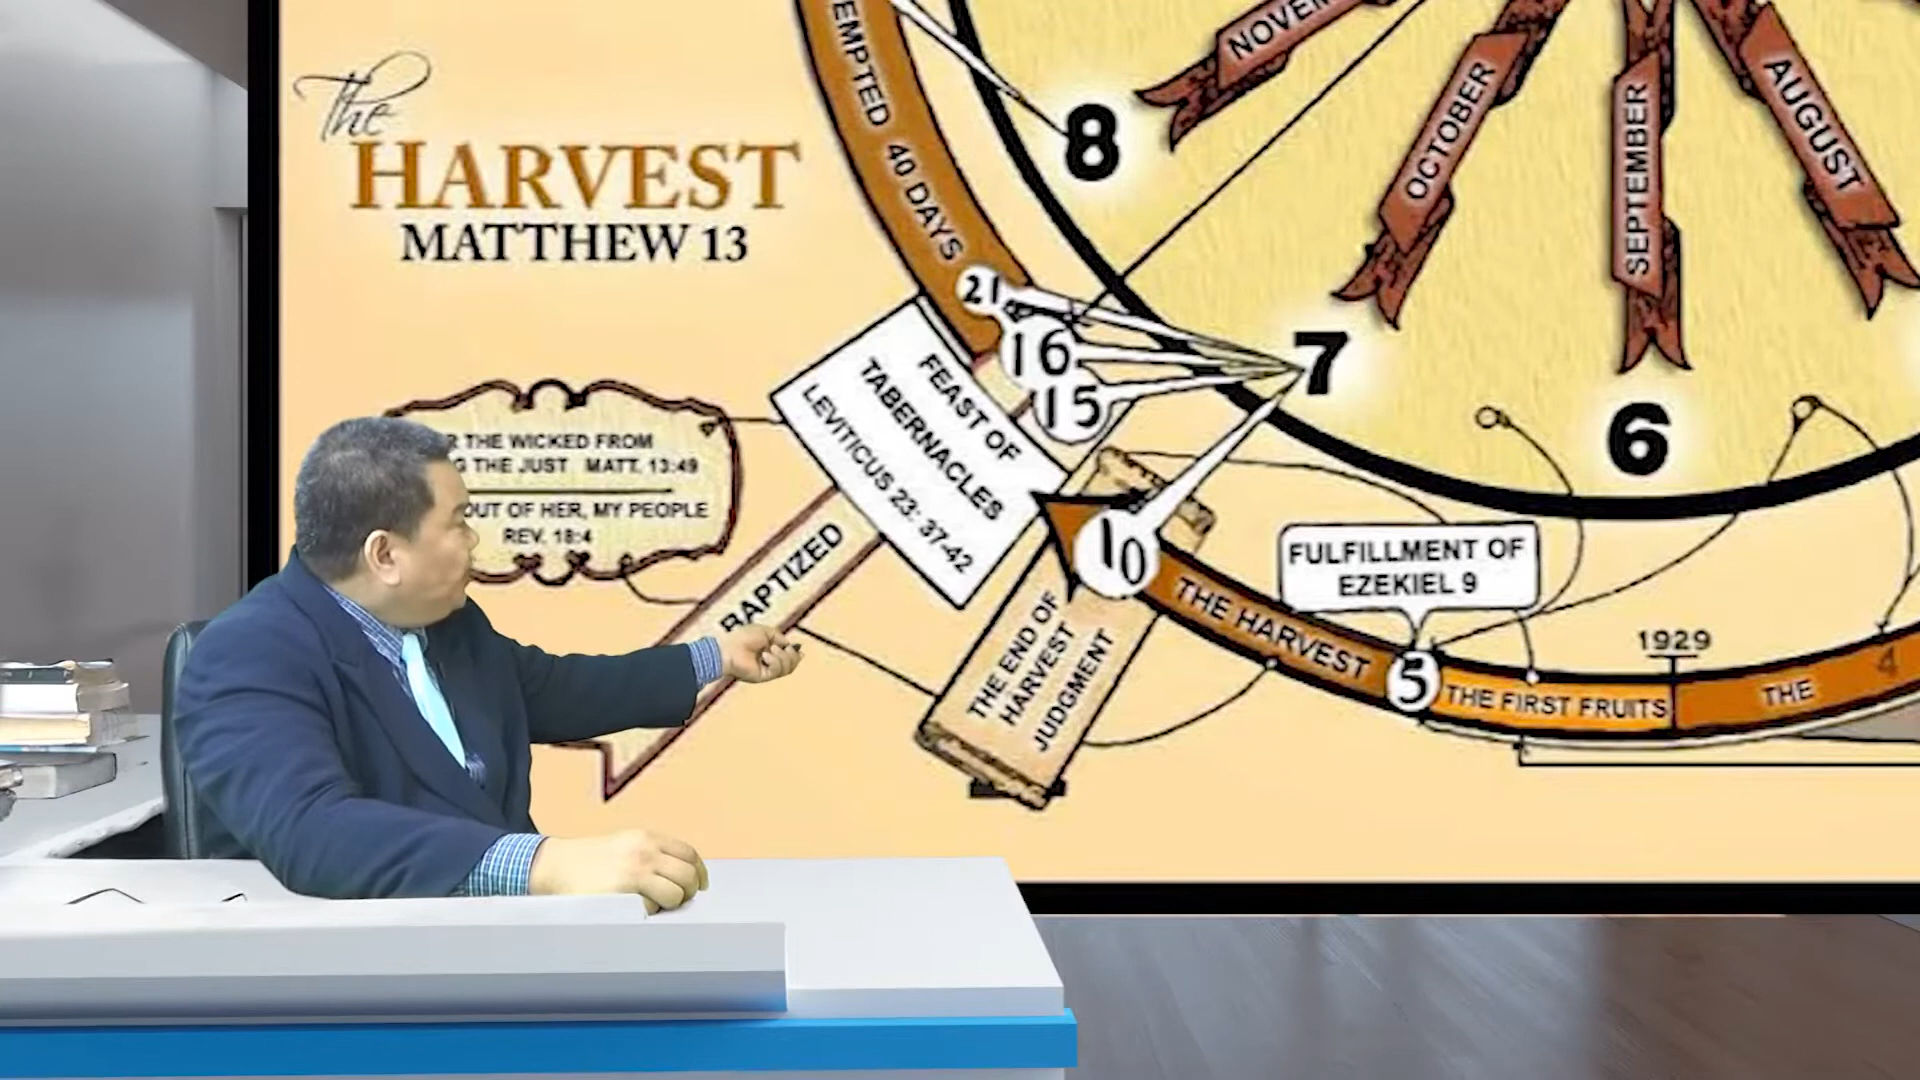 The
HARVEST
MATTHEW 13
EMPTED 40 DAYS
8
7
6
NOVEM
OCTOBER
SEPTEMBER
AUGUST
21
16
15
10
FEAST OF
TABERNACLES
LEVITICUS 23: 37-42
R THE WICKED FROM
G THE JUST MATT. 13:49
OUT OF HER, MY PEOPLE
REV. 18:4
BAPTIZED
THE END OF
HARVEST
JUDGMENT
FULFILLMENT OF
EZEKIEL 9
THE HARVEST
5
THE FIRST FRUITS
1929
THE
4